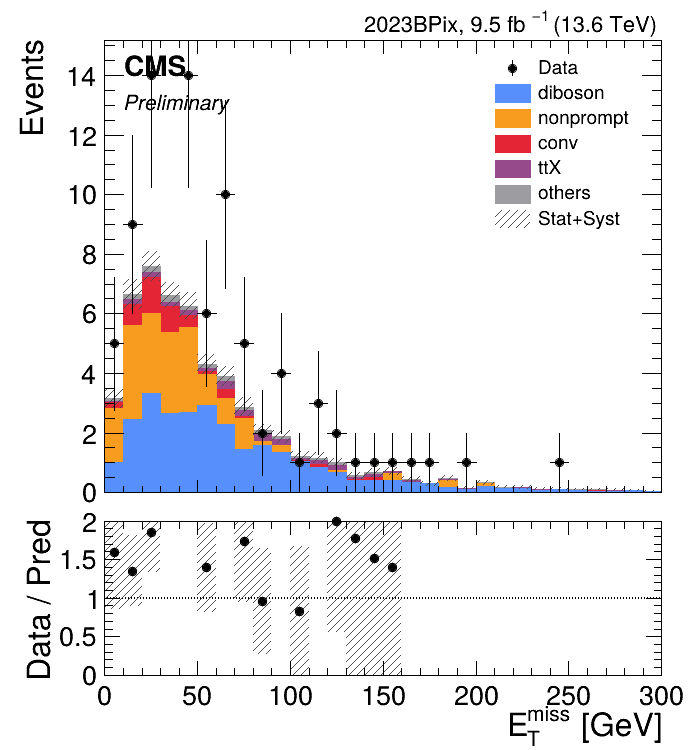 2023BPix, 9.5 fb⁻¹ (13.6 TeV)
Events
CMS
Preliminary
Data
diboson
nonprompt
conv
ttX
others
Stat+Syst
14
12
10
8
6
4
2
0
Data / Pred
2
1.5
1
0.5
0
0 50 100 150 200 250 300
E_T^miss [GeV]